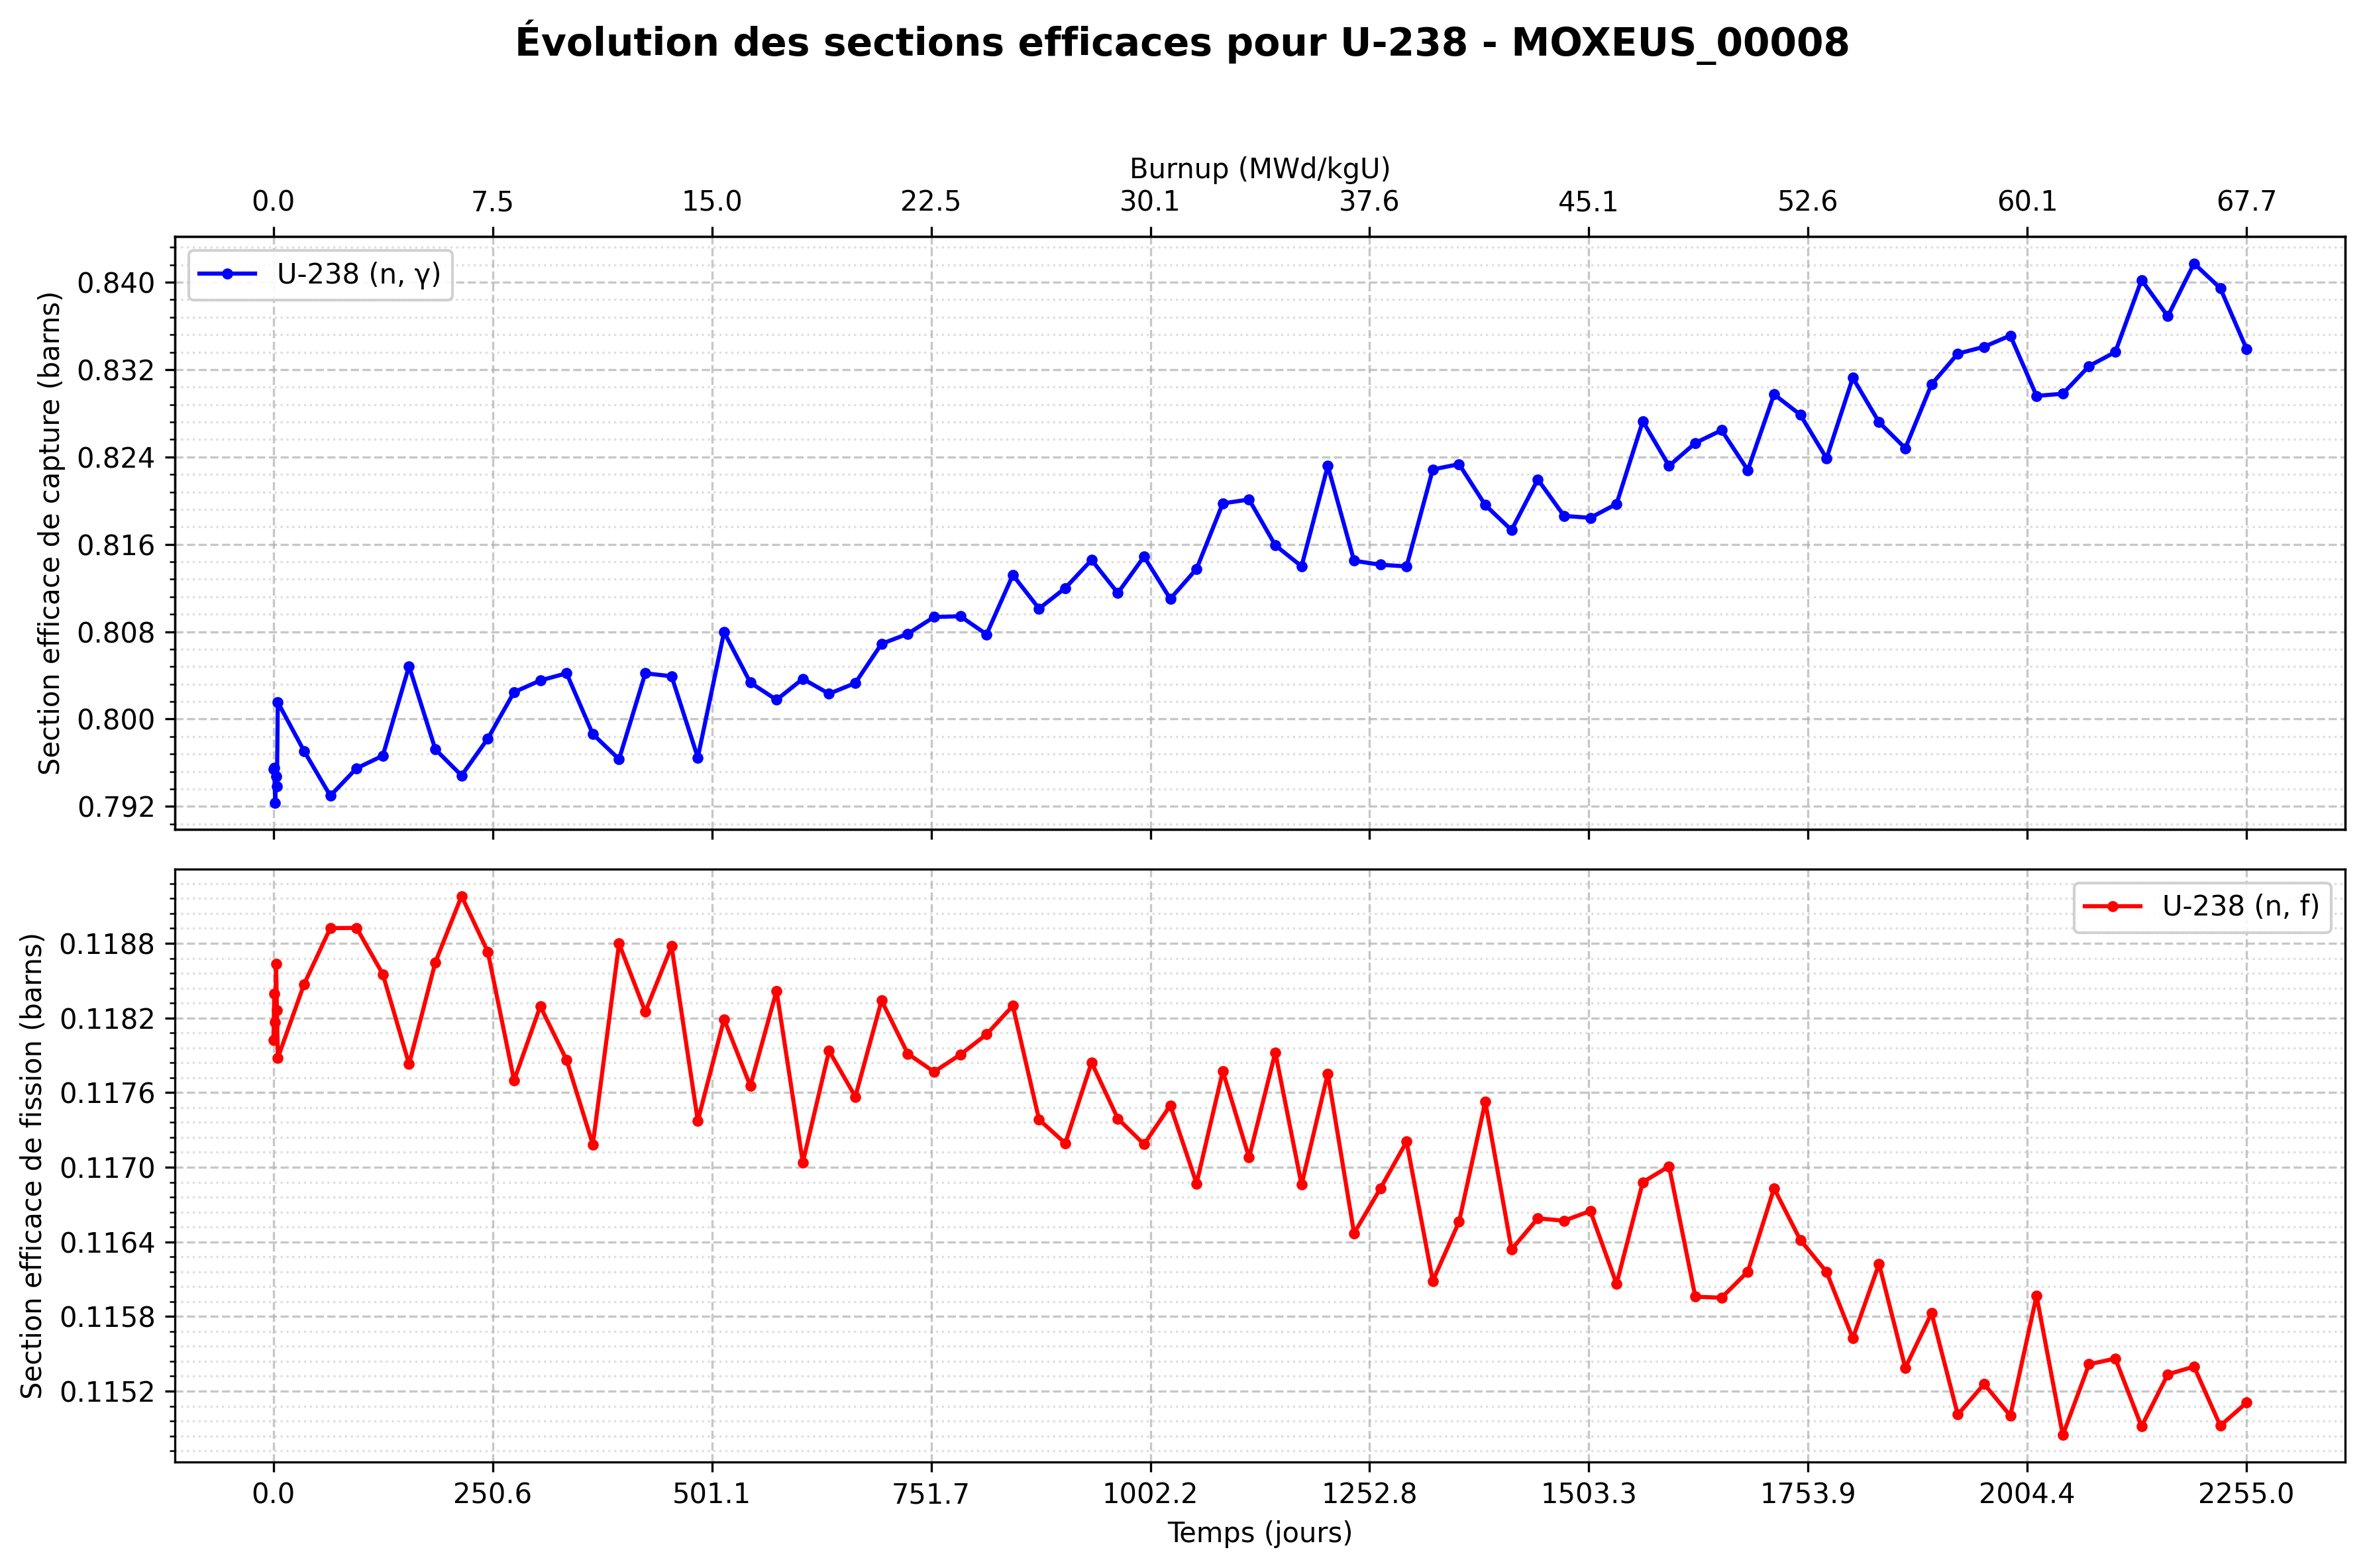 Évolution des sections efficaces pour U-238 - MOXEUS_00008
Burnup (MWd/kgU)
0.0 7.5 15.0 22.5 30.1 37.6 45.1 52.6 60.1 67.7
U-238 (n, γ)
Section efficace de capture (barns)
0.840
0.832
0.824
0.816
0.808
0.800
0.792
U-238 (n, f)
Section efficace de fission (barns)
0.1188
0.1182
0.1176
0.1170
0.1164
0.1158
0.1152
0.0 250.6 501.1 751.7 1002.2 1252.8 1503.3 1753.9 2004.4 2255.0
Temps (jours)